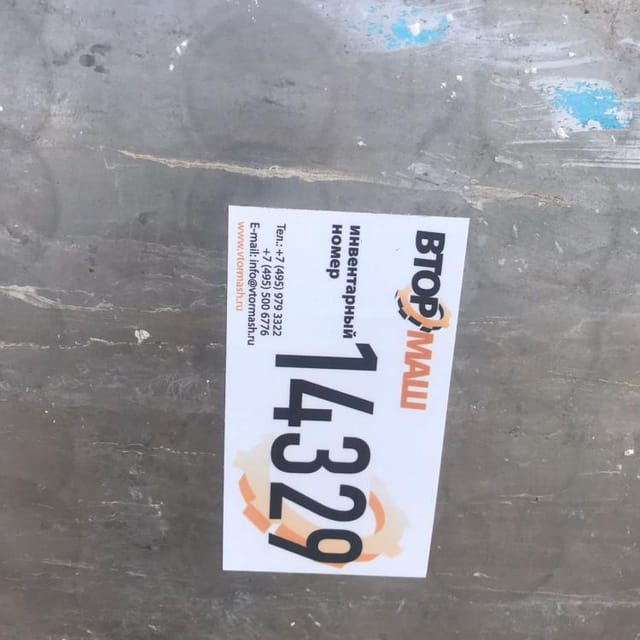 ВТОРМАШ
инвентарный
номер
14329
Тел.: +7 (495) 979 3322
+7 (495) 500 6776
E-mail: info@vtormash.ru
www.vtormash.ru